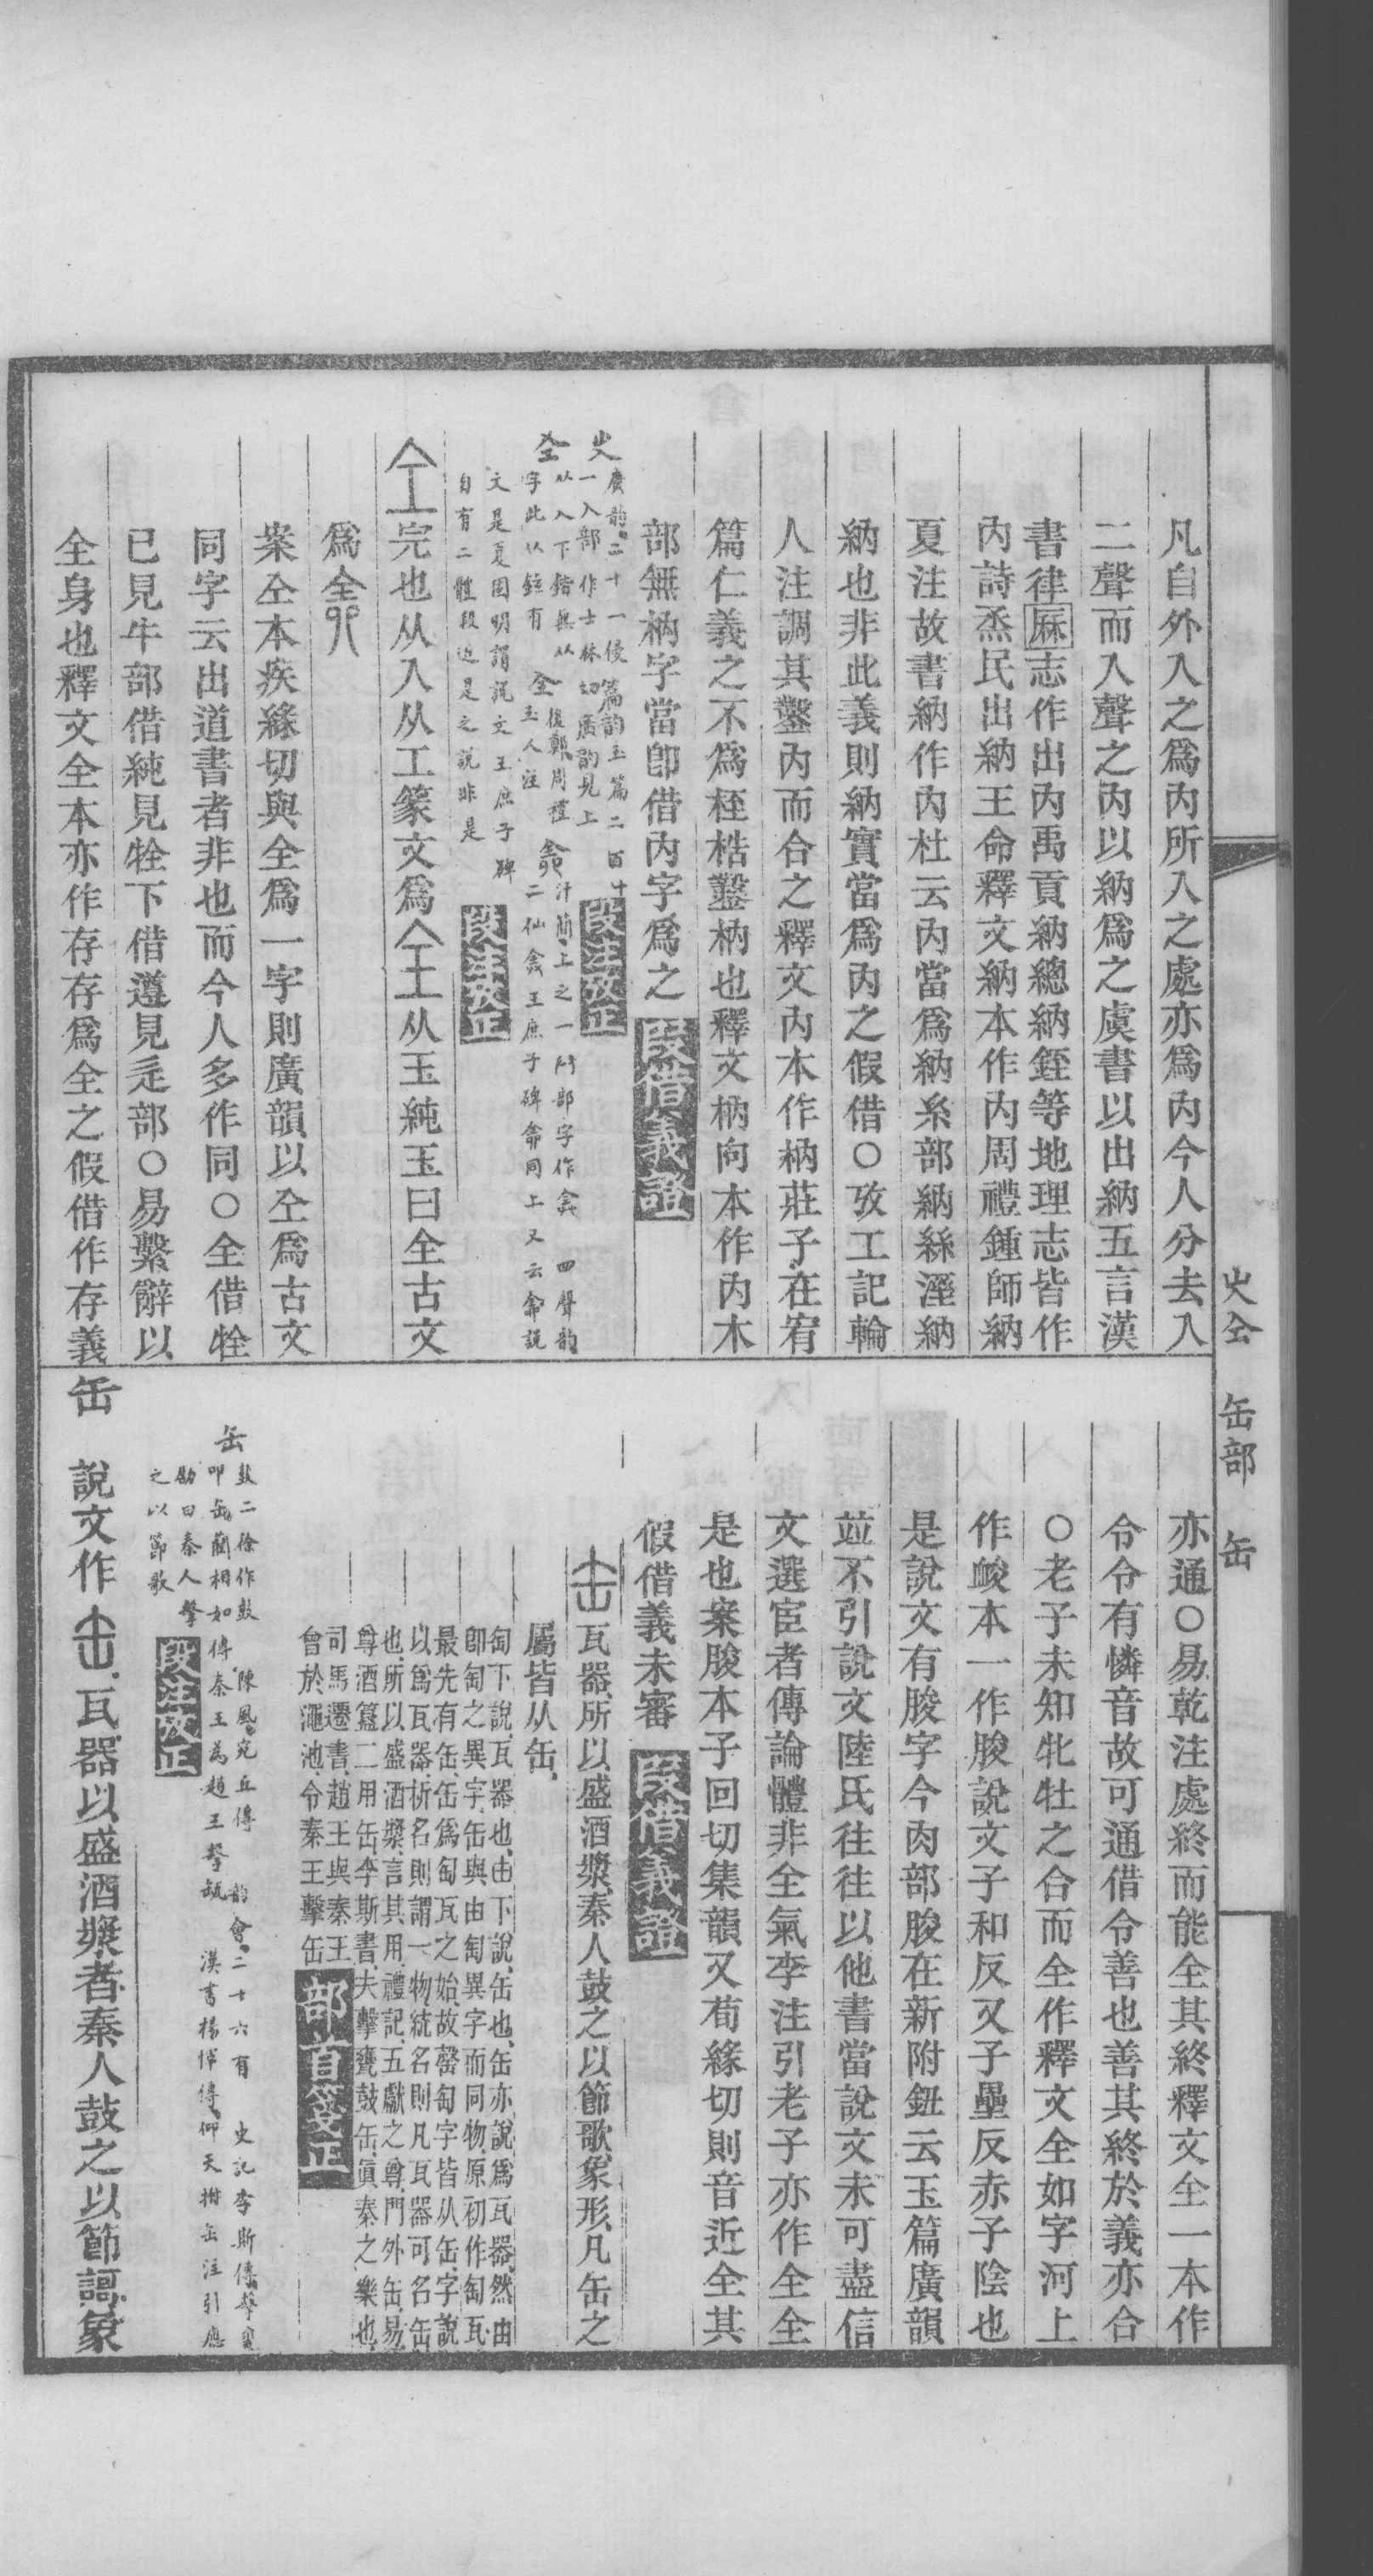 凡自外入之爲內所入之處亦爲內今人分去入
二聲而入聲之內以納爲之虞書以出納五言漢
書律厤志作出內禹貢納總納銍等地理志皆作
內詩烝民出納王命釋文納本作內周禮鍾師納
夏注故書納作內杜云內當爲納糸部納絲溼納
納也非此義則納實當爲內之假借○攷工記輪
人注調其鑿內而合之釋文內本作枘莊子在宥
篇仁義之不爲桎梏鑿枘也釋文枘向本作內木
部無枘字當卽借內字爲之 段借義證
廣韵二十一侵
一入部作士林切廣韵見上
篇韵玉篇二百十
段注攷正
以入下鍇無从
字此以鉉有
仝玉人注
後鄭周禮
汗簡上之一
部字作
四聲韵
二仙
王庶子碑
同上又云
說
文是夏固明謂說文王庶子碑
自有二體段迆是之說非是
段注攷正
仝完也从入从工篆文爲全从玉純玉曰全古文
爲全
案仝本疾緣切與全爲一字則廣韻以仝爲古文
同字云出道書者非也而今人多作同○全借牷
已見牛部借純見牷下借遵見辵部○易繫辭以
全身也釋文全本亦作存存爲全之假借作存義
亦通○易乾注處終而能全其終釋文全一本作
令令有憐音故可通借令善也善其終於義亦合
○老子未知牝牡之合而全作釋文全如字河上
作峻本一作朘說文子和反又子壘反赤子陰也
是說文有朘字今肉部朘在新附鈕云玉篇廣韻
竝不引說文陸氏往往以他書當說文未可盡信
文選宦者傳論體非全氣李注引老子亦作全全
是也案朘本子回切集韻又荀緣切則音近全其
假借義未審 段借義證
缶瓦器所以盛酒漿秦人鼓之以節歌象形凡缶之
屬皆从缶
匋下說瓦器也由下說缶也缶亦說爲瓦器然由
卽匋之異字缶與由匋異字而同物原初作匋瓦
最先有缶缶爲匋瓦之始故罄匋字皆从缶字說
以爲瓦器析名則謂一物統名則凡瓦器可名缶
也所以盛酒漿言其用禮記五獻之尊門外缶易
尊酒簋二用缶李斯書夫擊甕鼓缶眞秦之樂也
司馬遷書趙王與秦王
會於澠池令秦王擊缶
部首箋正
缶
鼓二徐作鼓
陳風宛丘傳
韵會二十六有
史記李斯傳擊
叩缶藺相如
傳秦王爲趙王擊缻
漢書楊惲傳仰天拊缶注引應
劭曰秦人擊
之以節歌
段注攷正
缶 說文作缶瓦器以盛酒漿者秦人鼓之以節謌象
仝 缶部 缶